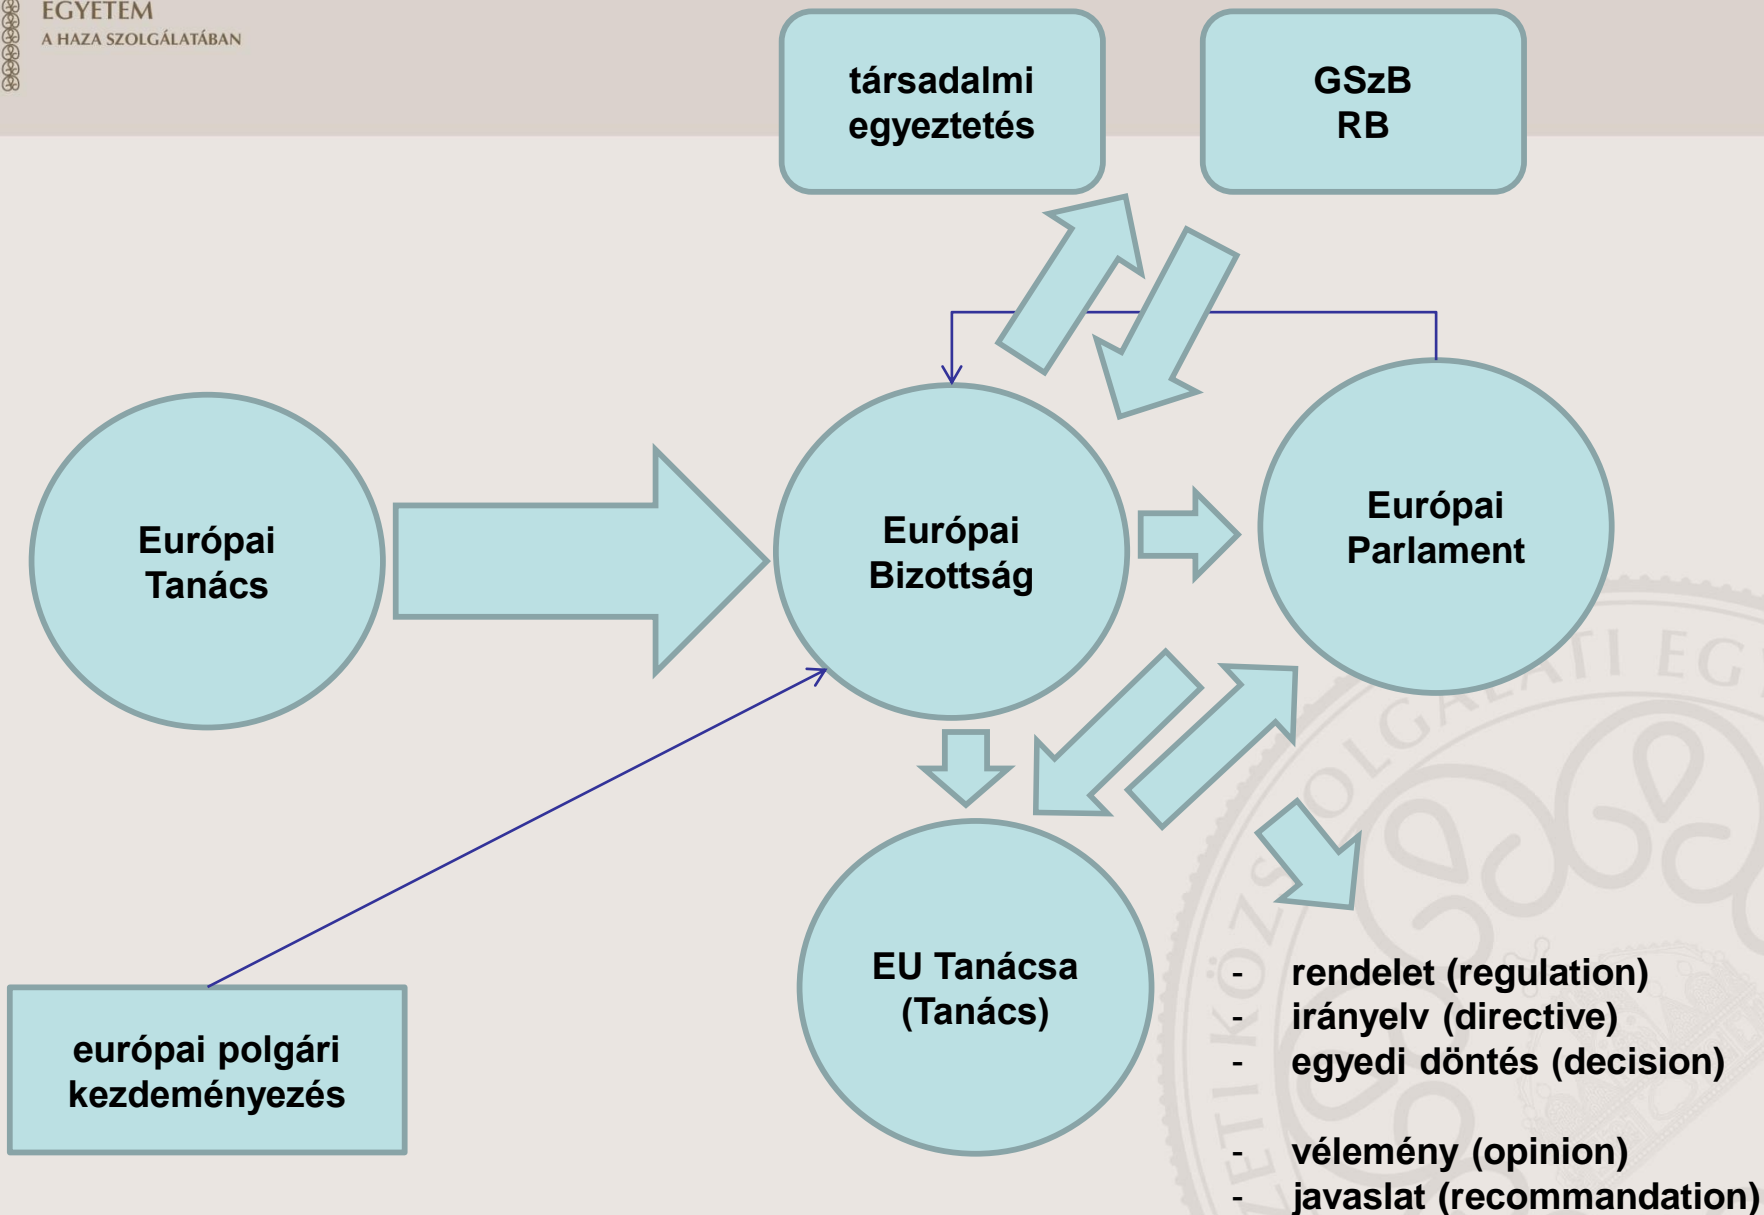 EGYETEM
A HAZA SZOLGÁLATÁBAN
társadalmi
egyeztetés
GSzB
RB
Európai
Tanács
Európai
Bizottság
Európai
Parlament
EU Tanácsa
(Tanács)
európai polgári
kezdeményezés
- rendelet (regulation)
- irányelv (directive)
- egyedi döntés (decision)
- vélemény (opinion)
- javaslat (recommandation)